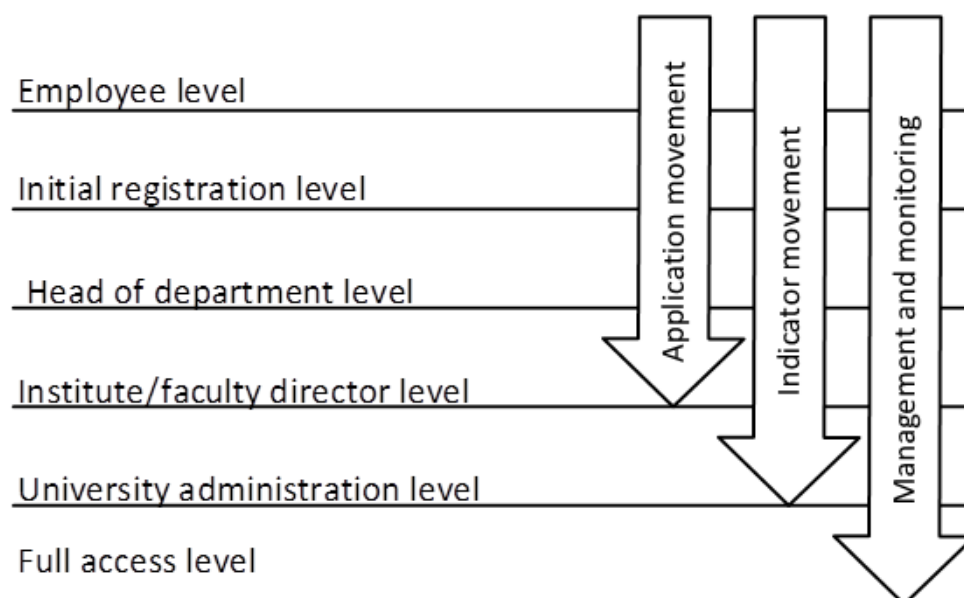 Employee level
Initial registration level
Head of department level
Institute/faculty director level
University administration level
Full access level
Application movement
Indicator movement
Management and monitoring